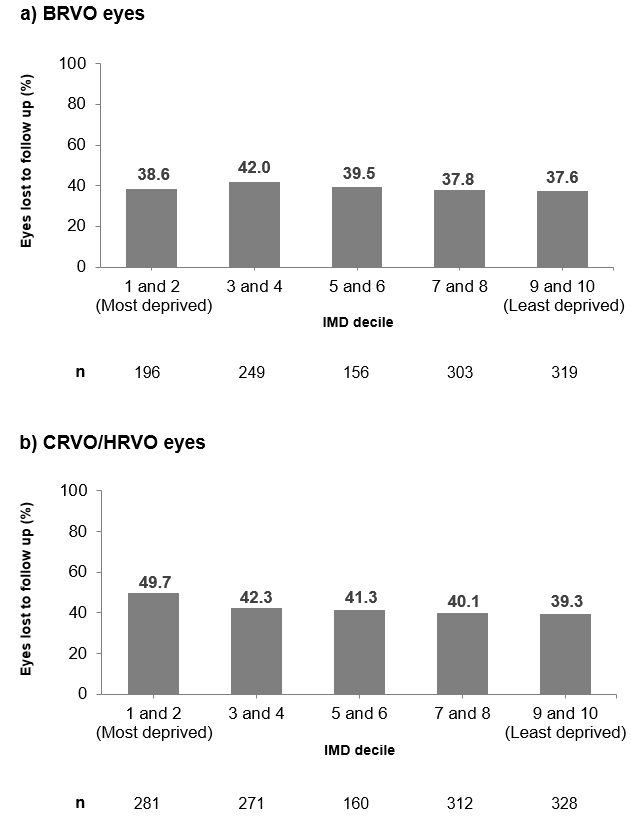 a) BRVO eyes
Eyes lost to follow up (%)
100
80
60
40
20
0
38.6 42.0 39.5 37.8 37.6
1 and 2 3 and 4 5 and 6 7 and 8 9 and 10
(Most deprived) (Least deprived)
IMD decile
n 196 249 156 303 319
b) CRVO/HRVO eyes
Eyes lost to follow up (%)
100
80
60
40
20
0
49.7 42.3 41.3 40.1 39.3
1 and 2 3 and 4 5 and 6 7 and 8 9 and 10
(Most deprived) (Least deprived)
IMD decile
n 281 271 160 312 328